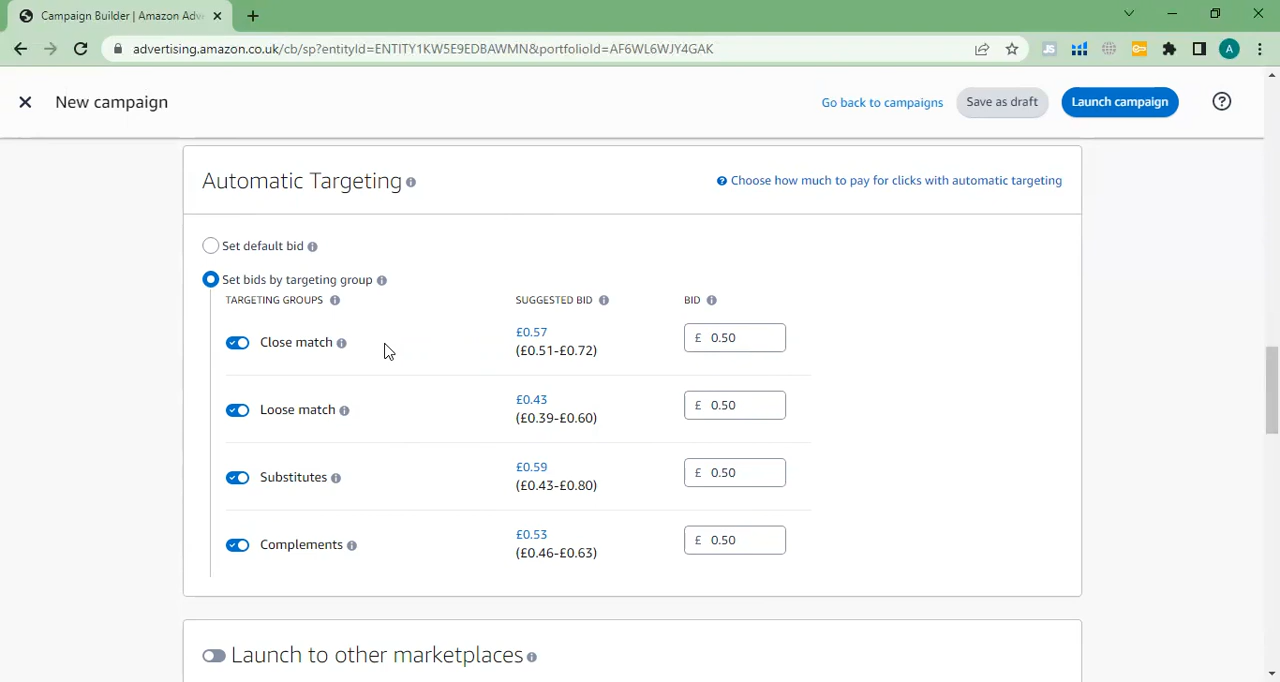 Campaign Builder | Amazon Adve
advertising.amazon.co.uk/cb/sp?entityId=ENTITY1KW5E9EDBAWMN&portfolioId=AF6WL6WJY4GAK
JS
A
New campaign
Go back to campaigns
Save as draft
Launch campaign
Automatic Targeting
Choose how much to pay for clicks with automatic targeting
Set default bid
Set bids by targeting group
TARGETING GROUPS
SUGGESTED BID
BID
Close match
£0.57
(£0.51-£0.72)
£ 0.50
Loose match
£0.43
(£0.39-£0.60)
£ 0.50
Substitutes
£0.59
(£0.43-£0.80)
£ 0.50
Complements
£0.53
(£0.46-£0.63)
£ 0.50
Launch to other marketplaces